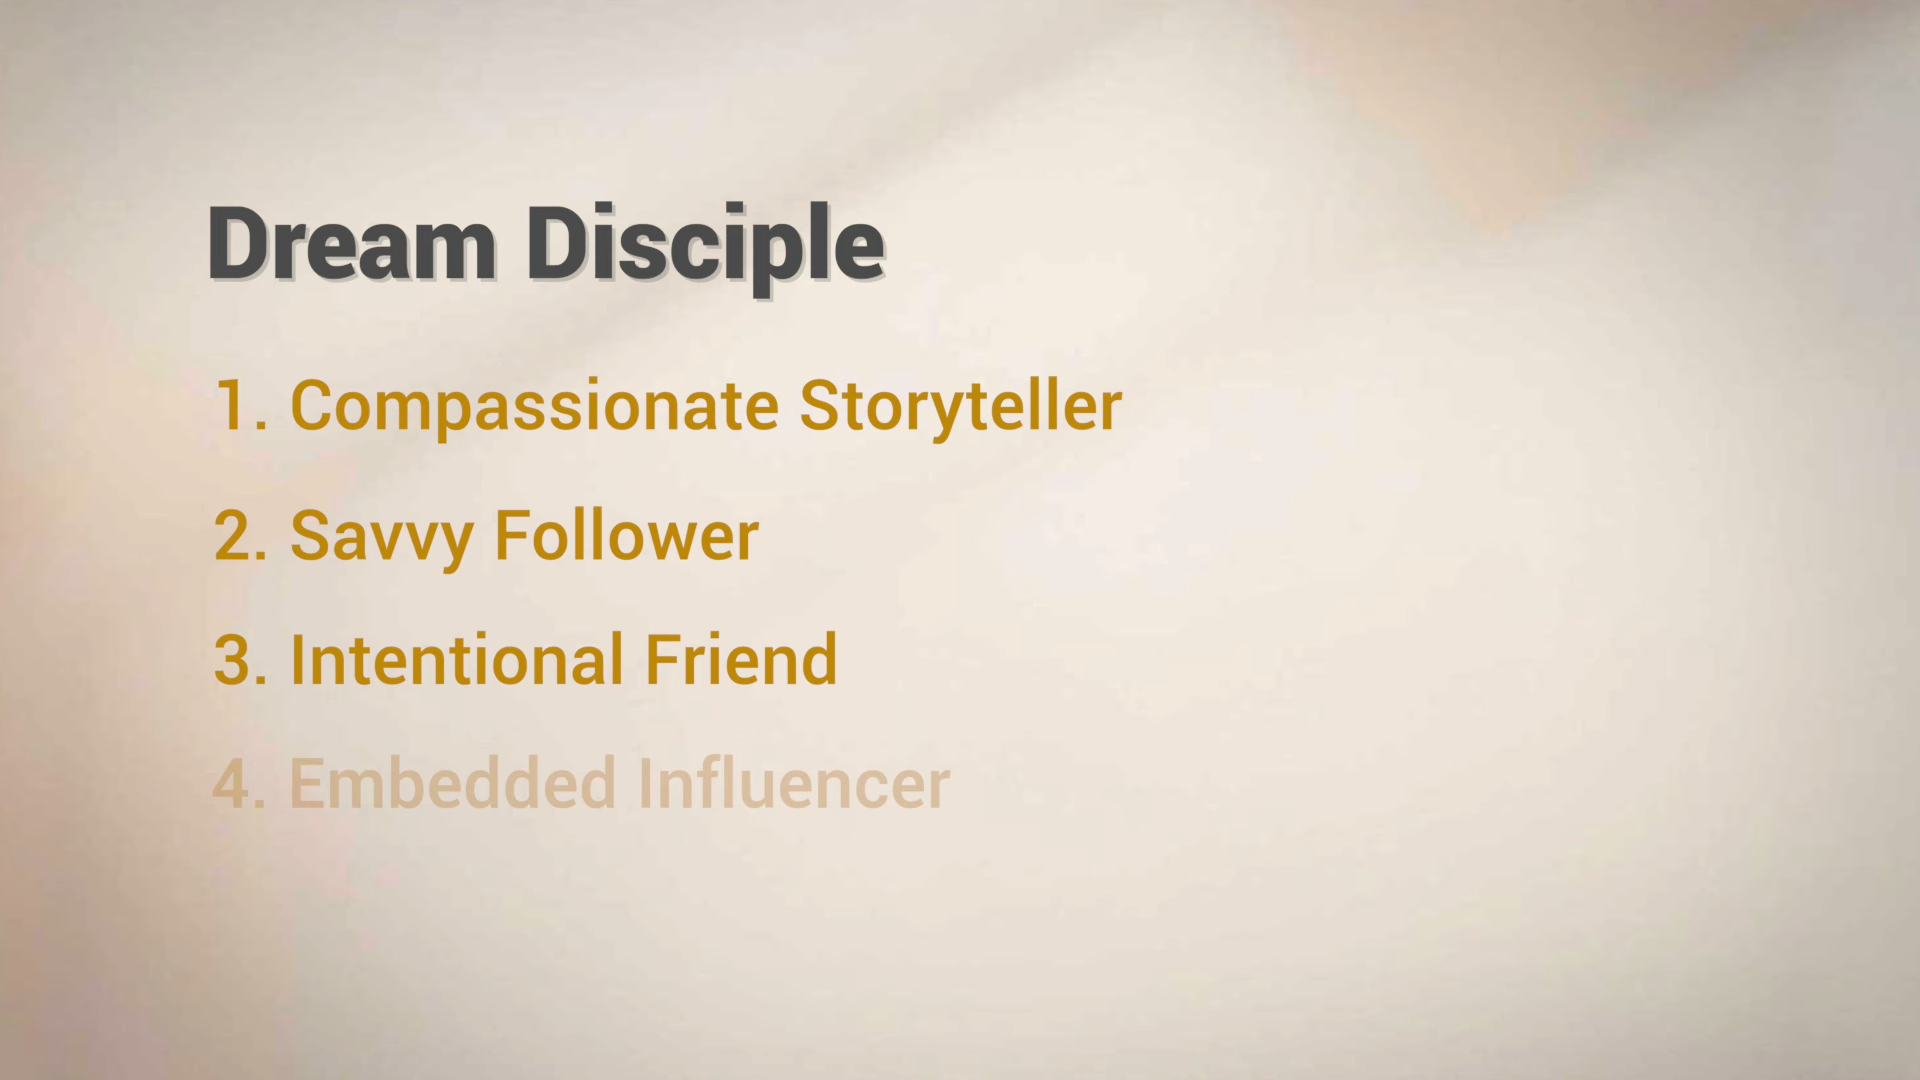 Dream Disciple
1. Compassionate Storyteller
2. Savvy Follower
3. Intentional Friend
4. Embedded Influencer